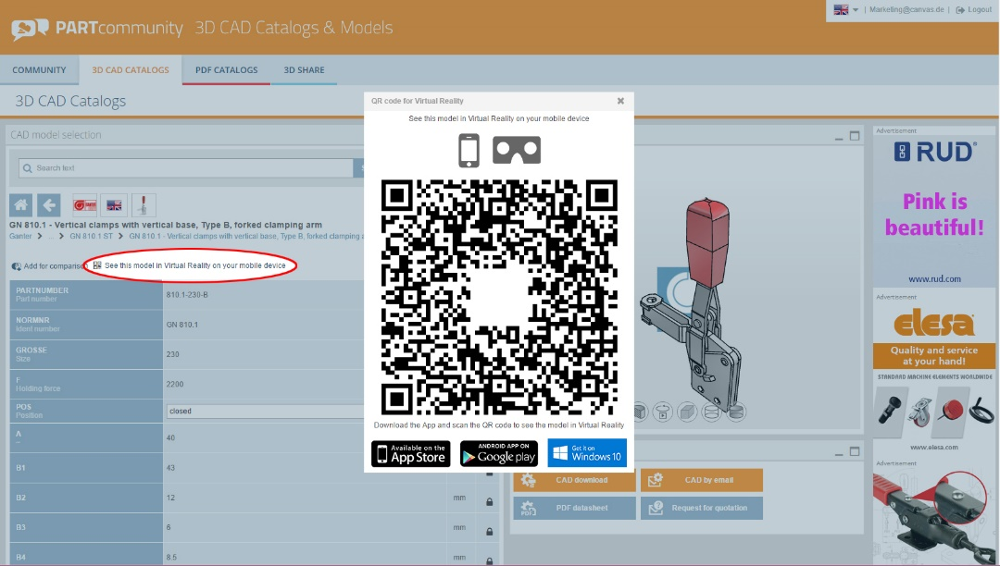 PARTcommunity 3D CAD Catalogs & Models
| Marketing@canvas.de | Logout
COMMUNITY 3D CAD CATALOGS PDF CATALOGS 3D SHARE
3D CAD Catalogs
CAD model selection
Search text
GN 810.1 - Vertical clamps with vertical base, Type B, forked clamping arm
Ganter > ... > GN 810.1 ST > GN 810.1 - Vertical clamps with vertical base, Type B, forked clamping
Add for comparison
See this model in Virtual Reality on your mobile device
PARTNUMBER
Part number
810.1-230-B
NORMNR
Ident number
GN 810.1
GROSSE
Size
230
F
Holding force
2200
POS
Position
closed
A
40
B1
43
B2
12
mm
B3
6
mm
B4
8.5
mm
QR code for Virtual Reality
See this model in Virtual Reality on your mobile device
Download the App and scan the QR code to see the model in Virtual Reality
Available on the
App Store
ANDROID APP ON
Google play
Get it on
Windows 10
CAD download
CAD by email
PDF
PDF datasheet
Request for quotation
Advertisement
RUD
Pink is
beautiful!
www.rud.com
Advertisement
elesa
Quality and service
at your hand!
STANDARD MACHINE ELEMENTS WORLDWIDE
www.elesa.com
Advertisement